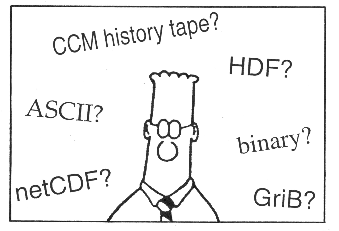 CCM history tape?
HDF?
ASCII?
binary?
netCDF?
GriB?